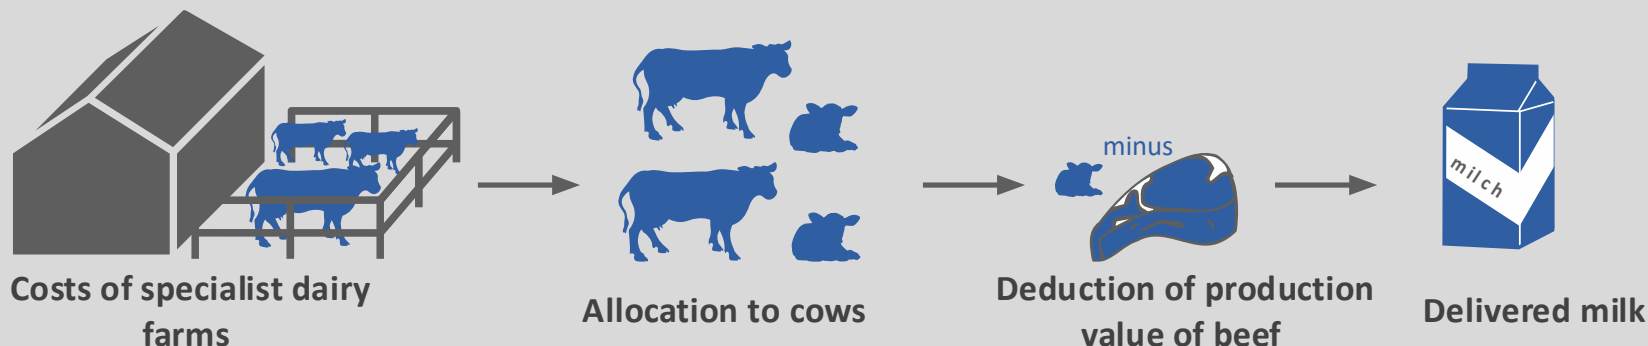 minus
milch
Costs of specialist dairy
farms
Allocation to cows
Deduction of production
value of beef
Delivered milk